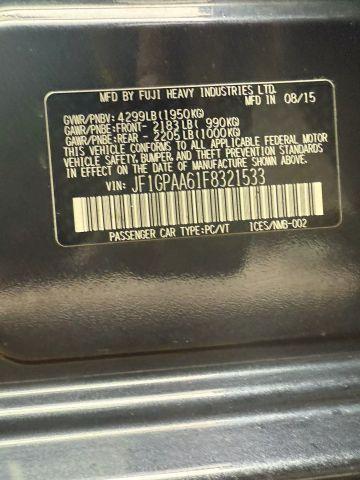 MFD BY FUJI HEAVY INDUSTRIES LTD.
MFD IN 08/15
GVWR/PNBV: 4299LB(1950KG)
GAWR/PNBE:FRONT- 2183LB( 990KG)
GAWR/PNBE:REAR - 2205LB(1000KG)
THIS VEHICLE CONFORMS TO ALL APPLICABLE FEDERAL MOTOR
VEHICLE SAFETY, BUMPER, AND THEFT PREVENTION STANDARDS
IN EFFECT ON THE DATE OF MANUFACTURE SHOWN ABOVE.
VIN: JF1GPAA61F8321533
PASSENGER CAR TYPE:PC/VT ICES/NMB-002